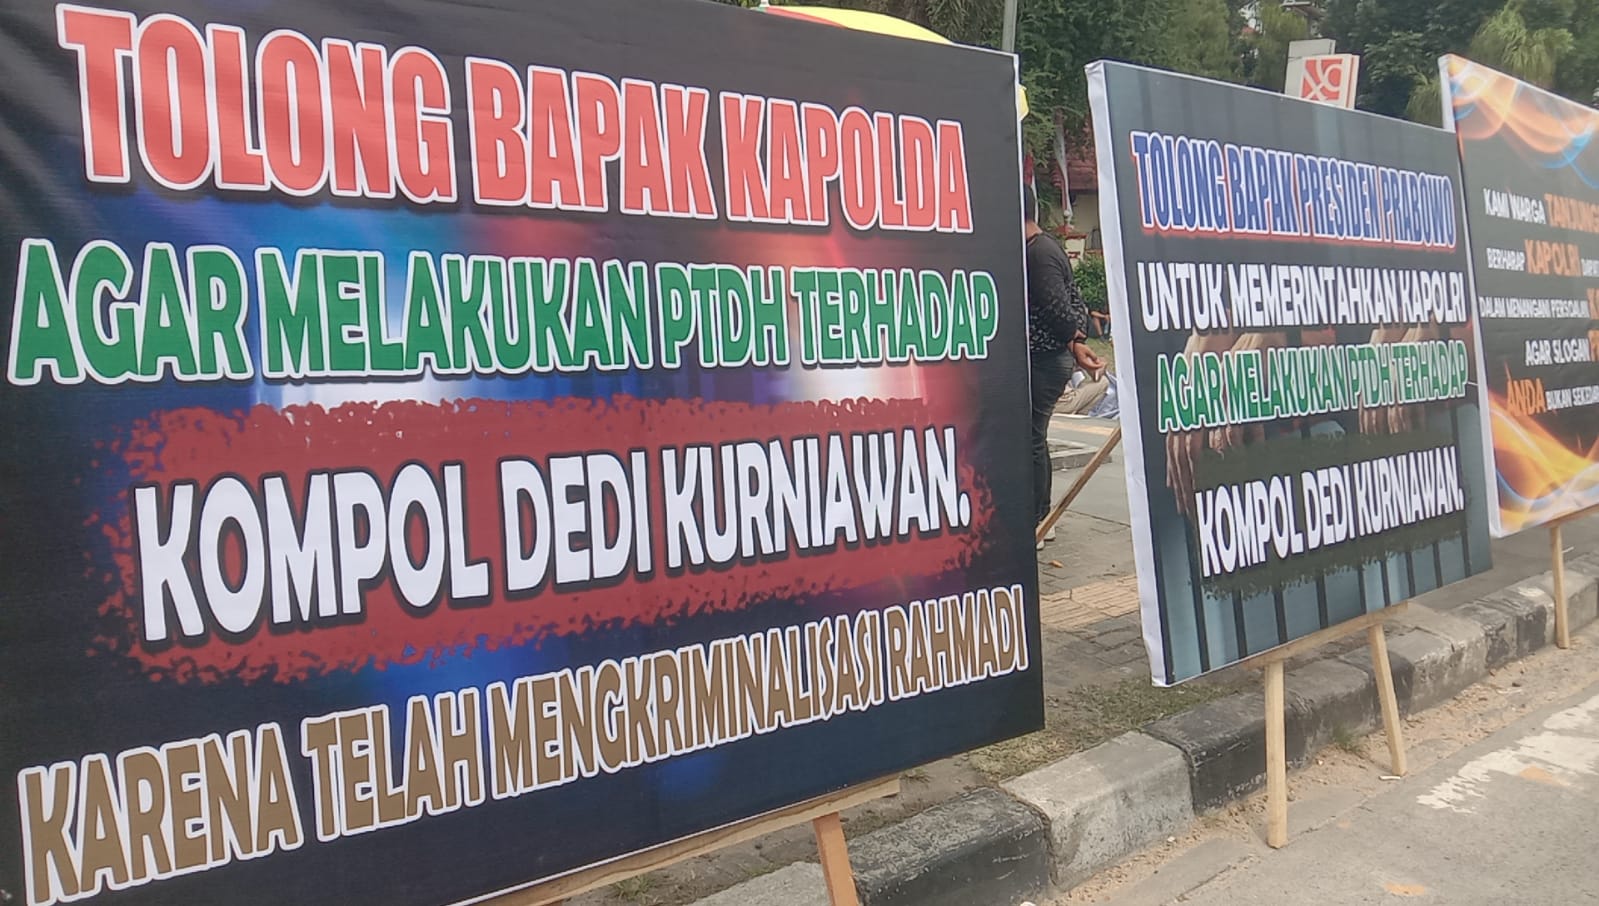 TOLONG BAPAK KAPOLDA
AGAR MELAKUKAN PTDH TERHADAP
KOMPOL DEDI KURNIAWAN.
KARENA TELAH MENGKRIMINALISASI RAHMADI
TOLONG BAPAK PRESIDEN PRABOWO
UNTUK MEMERINTAHKAN KAPOLRI
AGAR MELAKUKAN PTDH TERHADAP
KOMPOL DEDI KURNIAWAN.
KAMI WARGA TANJUNG
BERHARAP KAPOLRI
DALAM MENANGANI PERSOALAN
AGAR SLOGAN
ANDA BUKAN